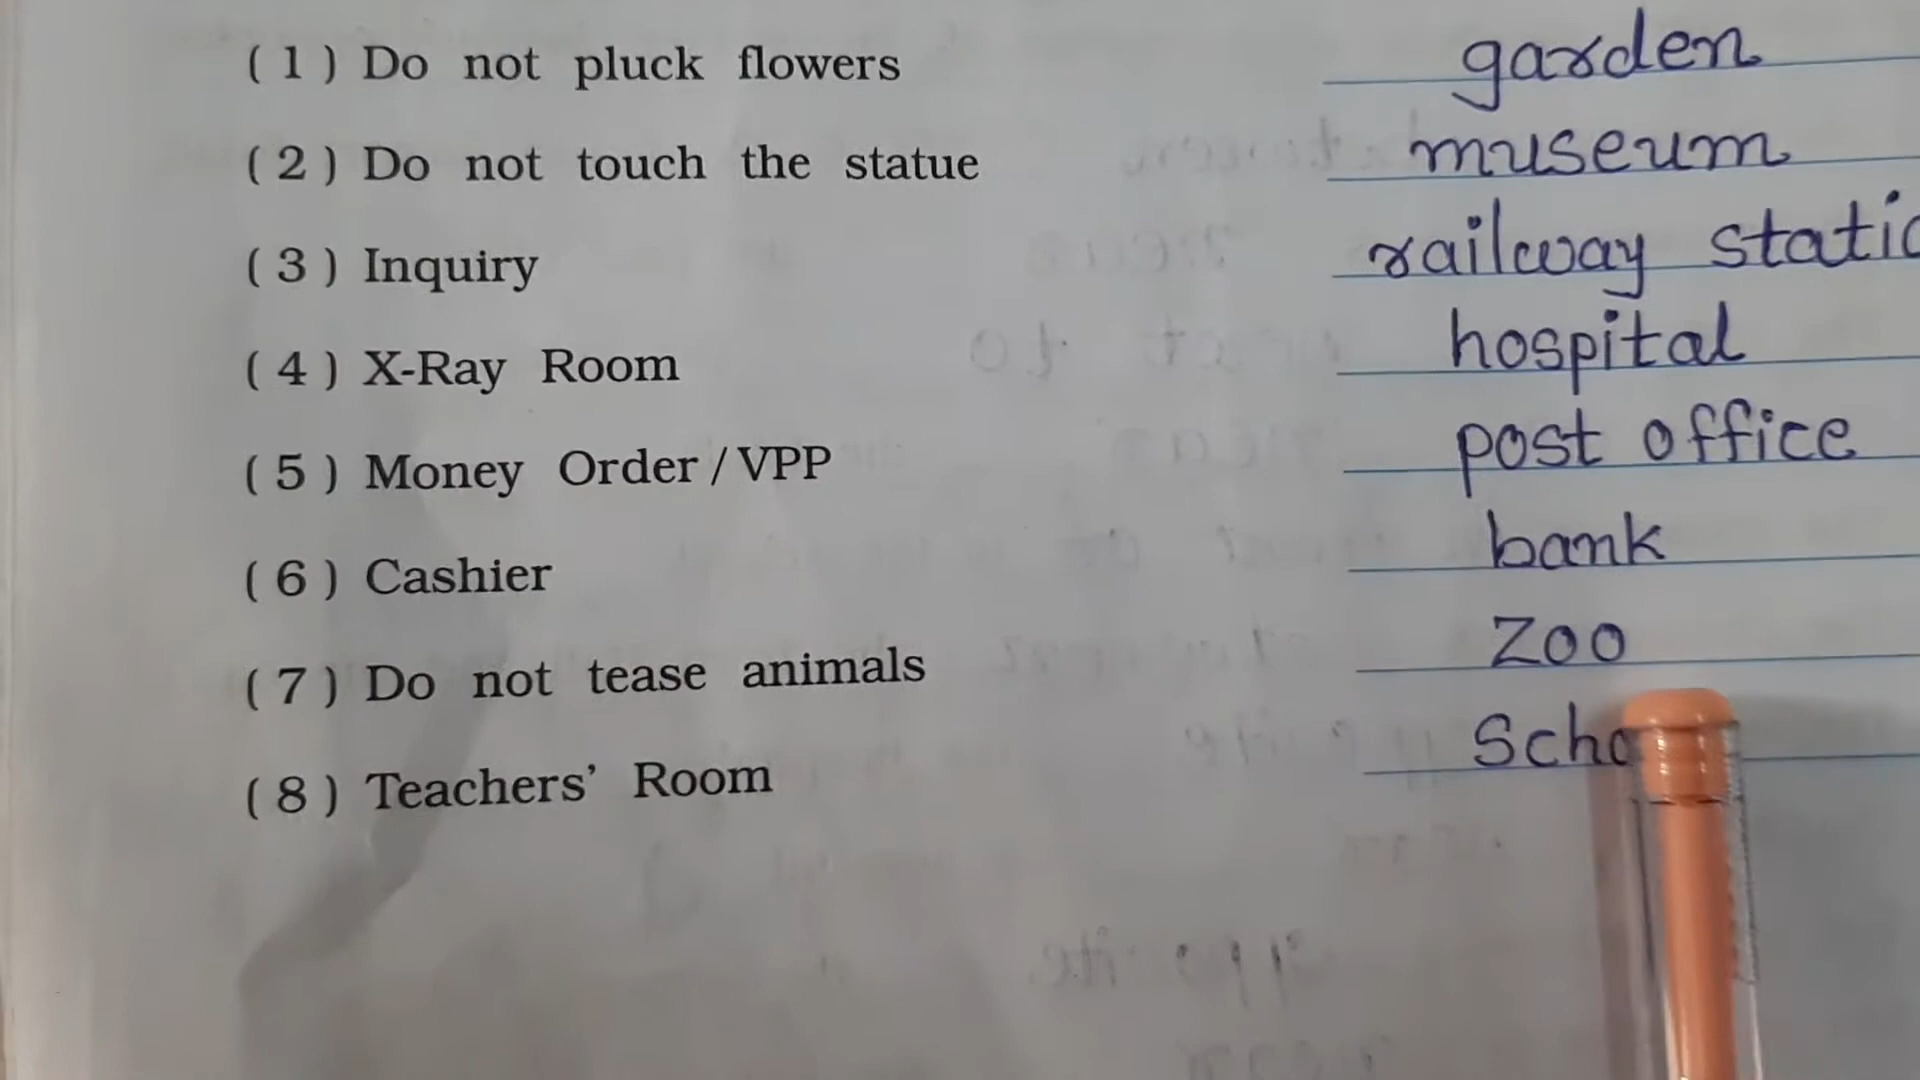 (1) Do not pluck flowers garden
(2) Do not touch the statue museum
(3) Inquiry railway static
(4) X-Ray Room hospital
(5) Money Order/VPP post office
(6) Cashier bank
(7) Do not tease animals Zoo
(8) Teachers' Room Scho